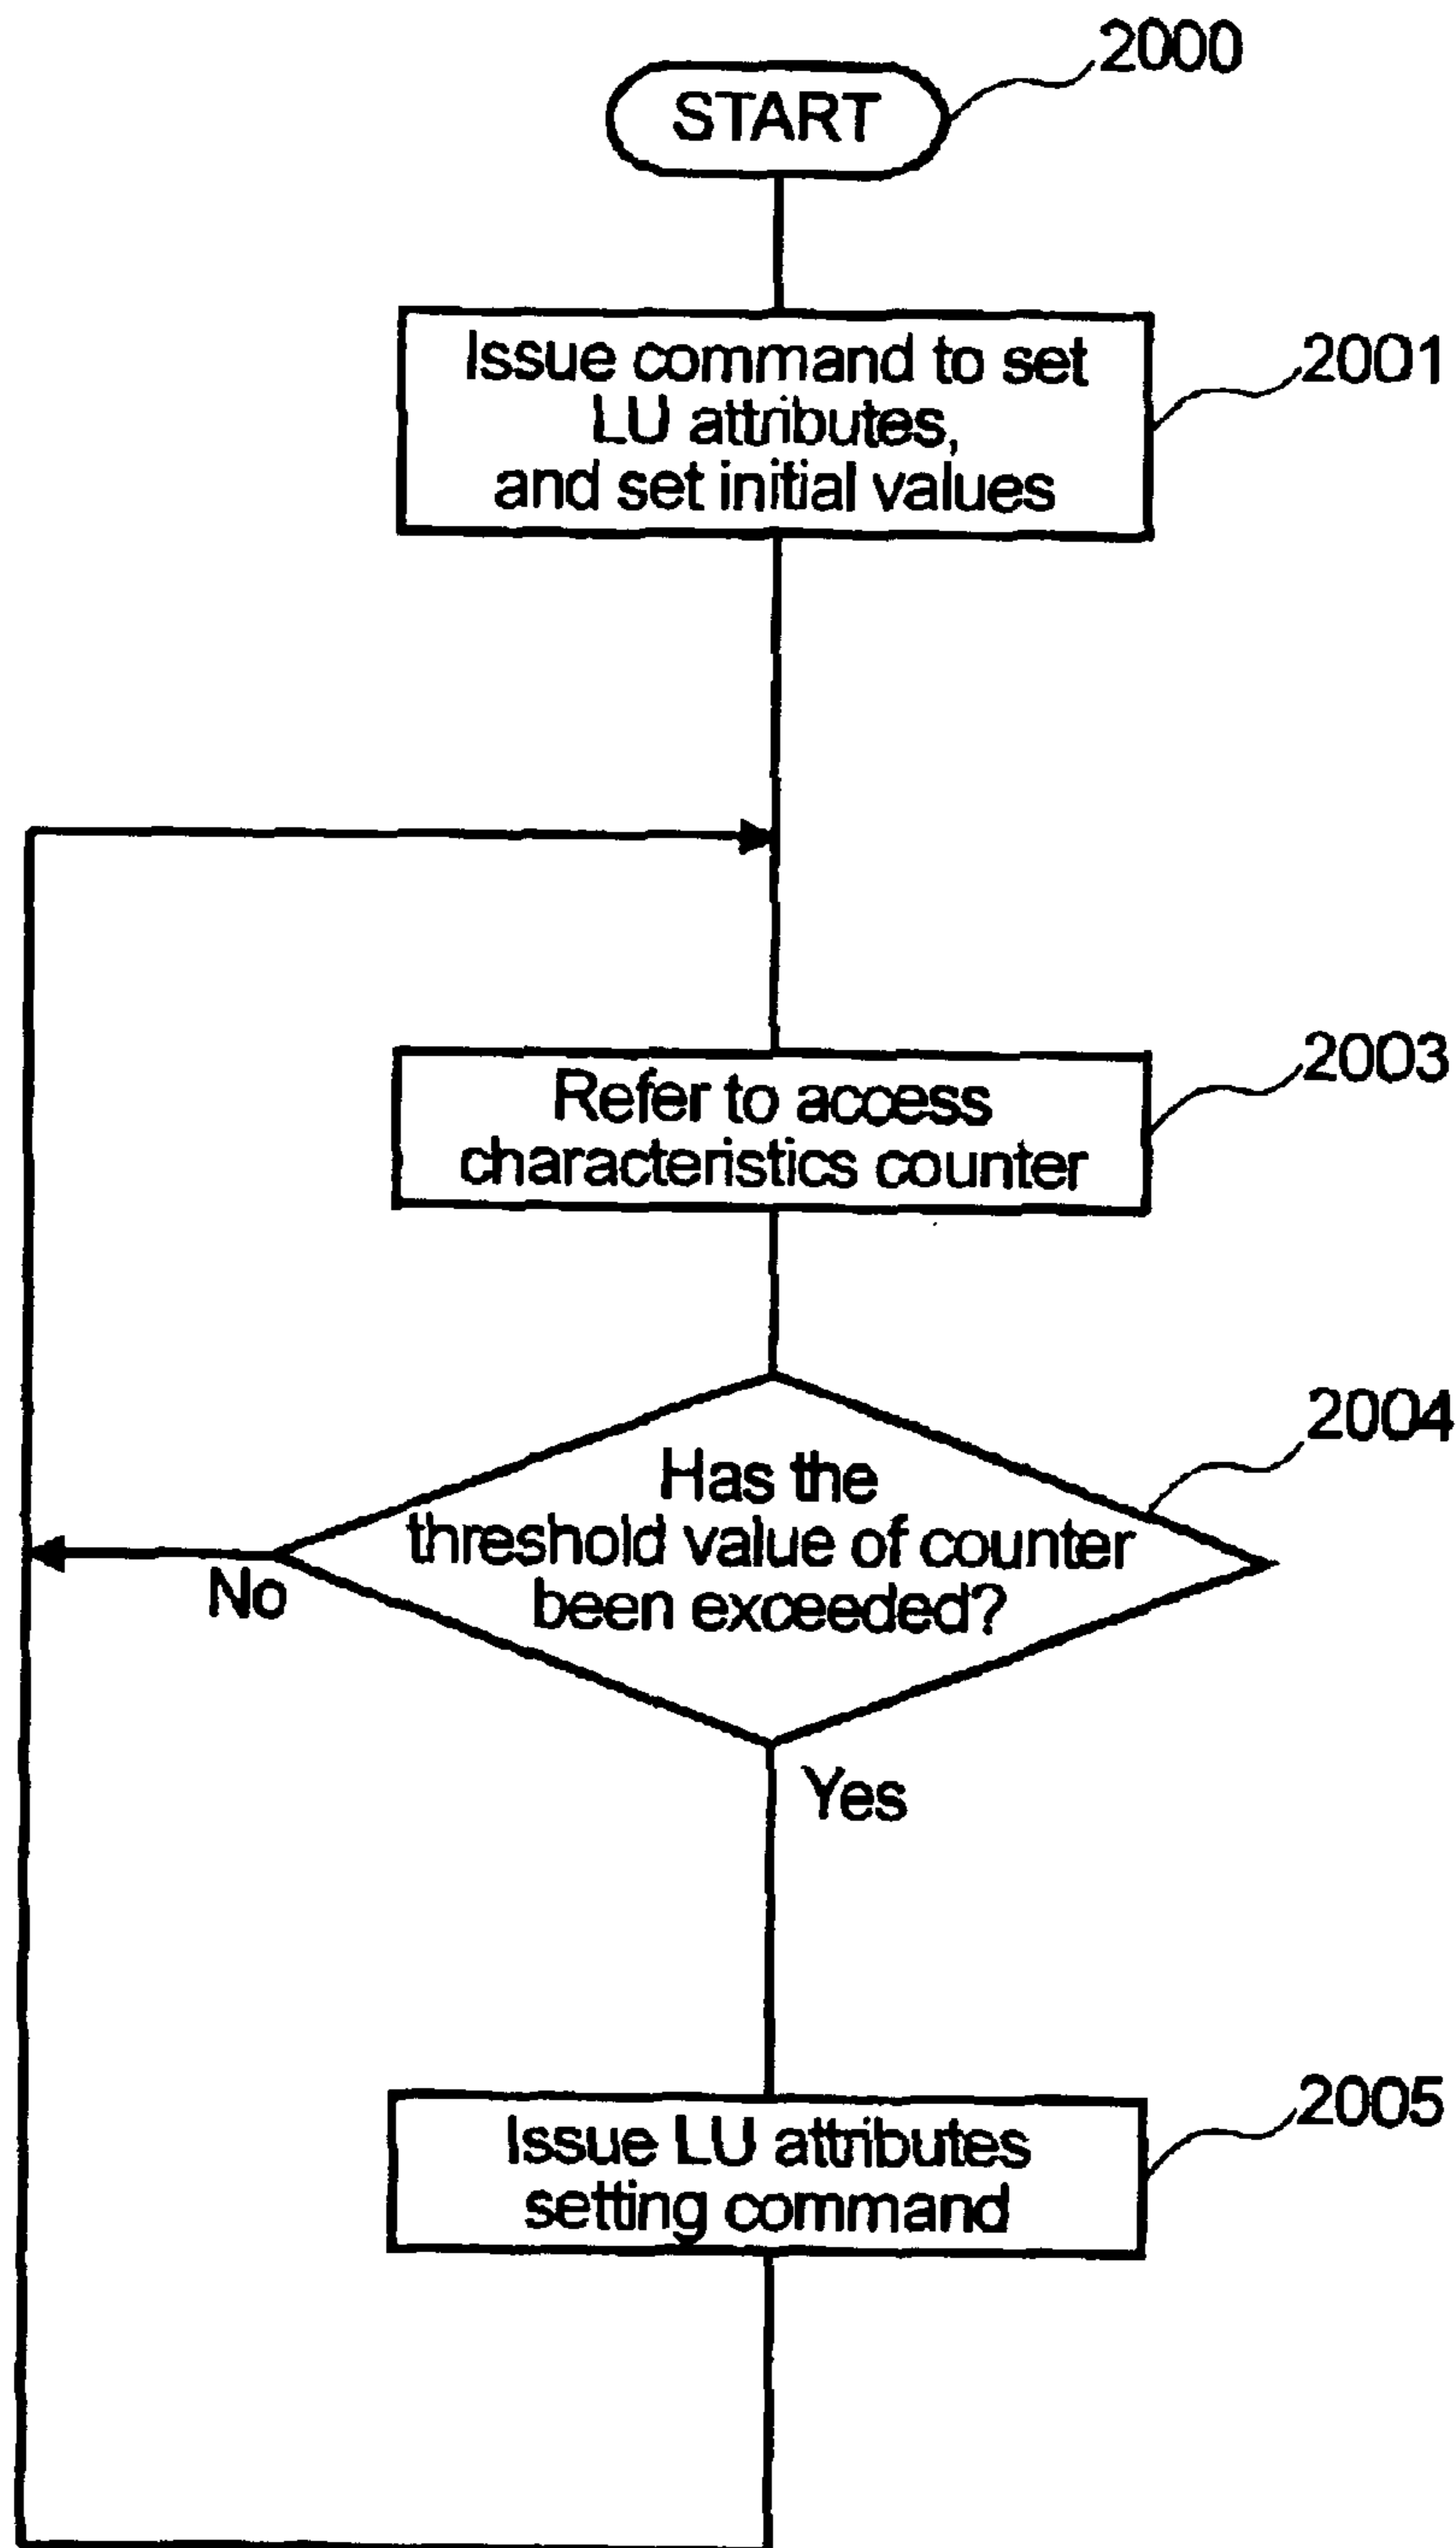 2000
START
Issue command to set
LU attributes,
and set initial values
2001
Refer to access
characteristics counter
2003
Has the
threshold value of counter
been exceeded?
2004
No
Yes
Issue LU attributes
setting command
2005